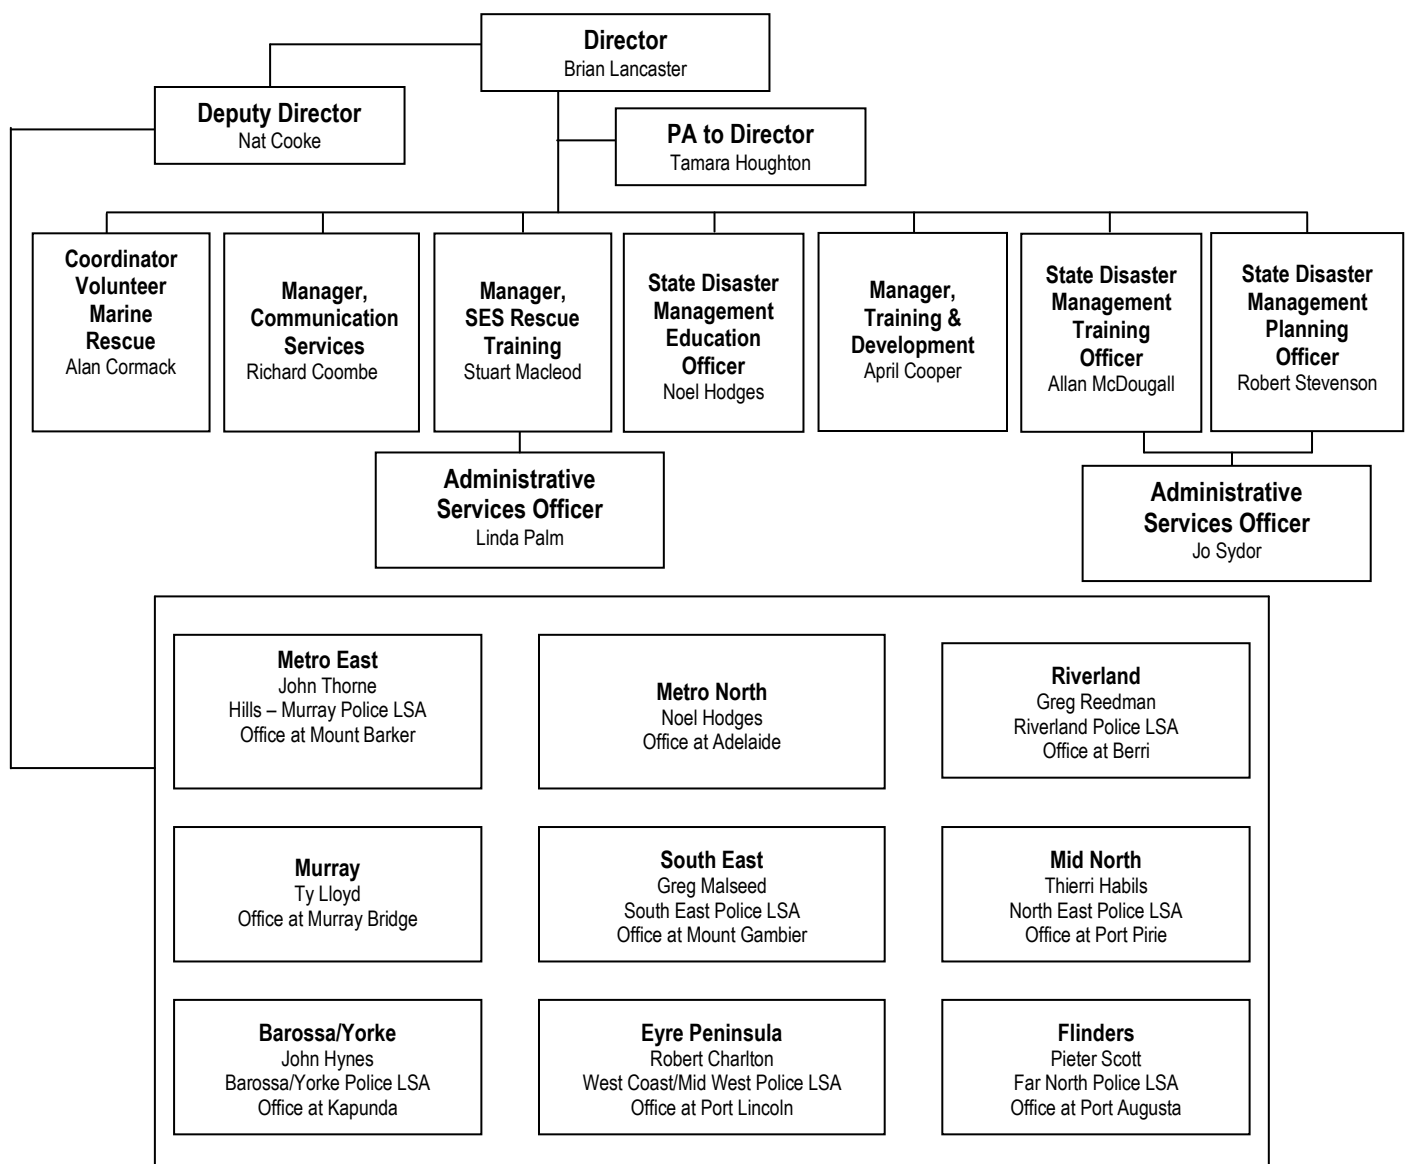 Director
Brian Lancaster
Deputy Director
Nat Cooke
PA to Director
Tamara Houghton
Coordinator
Volunteer
Marine
Rescue
Alan Cormack
Manager,
Communication
Services
Richard Coombe
Manager,
SES Rescue
Training
Stuart Macleod
State Disaster
Management
Education
Officer
Noel Hodges
Manager,
Training &
Development
April Cooper
State Disaster
Management
Training
Officer
Allan McDougall
State Disaster
Management
Planning
Officer
Robert Stevenson
Administrative
Services Officer
Linda Palm
Administrative
Services Officer
Jo Sydor
Metro East
John Thorne
Hills – Murray Police LSA
Office at Mount Barker
Metro North
Noel Hodges
Office at Adelaide
Riverland
Greg Reedman
Riverland Police LSA
Office at Berri
Murray
Ty Lloyd
Office at Murray Bridge
South East
Greg Malseed
South East Police LSA
Office at Mount Gambier
Mid North
Thierri Habils
North East Police LSA
Office at Port Pirie
Barossa/Yorke
John Hynes
Barossa/Yorke Police LSA
Office at Kapunda
Eyre Peninsula
Robert Charlton
West Coast/Mid West Police LSA
Office at Port Lincoln
Flinders
Pieter Scott
Far North Police LSA
Office at Port Augusta